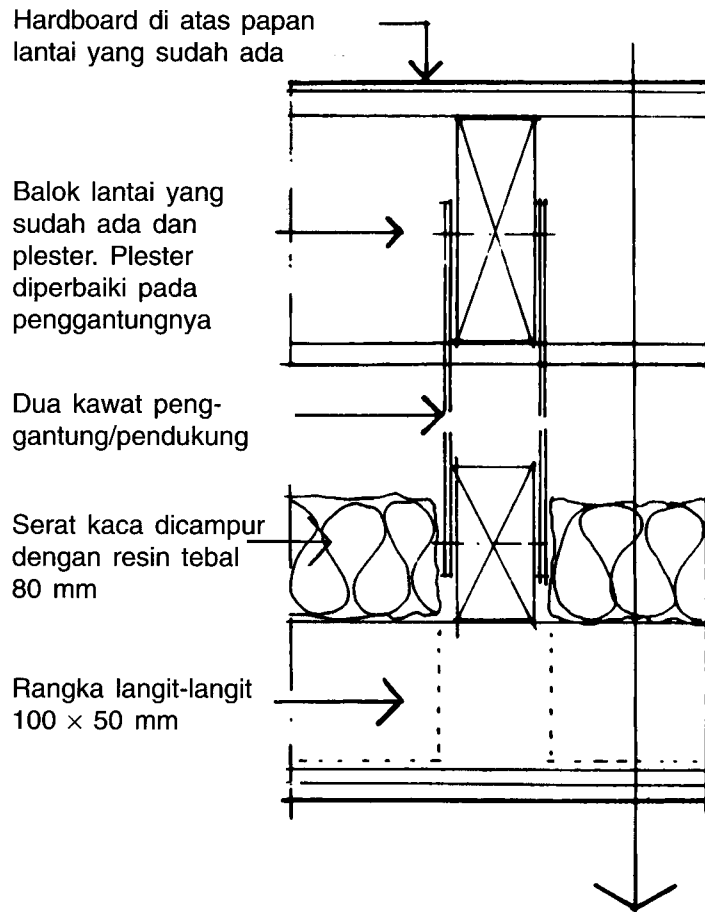 Hardboard di atas papan
lantai yang sudah ada
Balok lantai yang
sudah ada dan
plester. Plester
diperbaiki pada
penggantungnya
Dua kawat peng-
gantung/pendukung
Serat kaca dicampur
dengan resin tebal
80 mm
Rangka langit-langit
100 × 50 mm